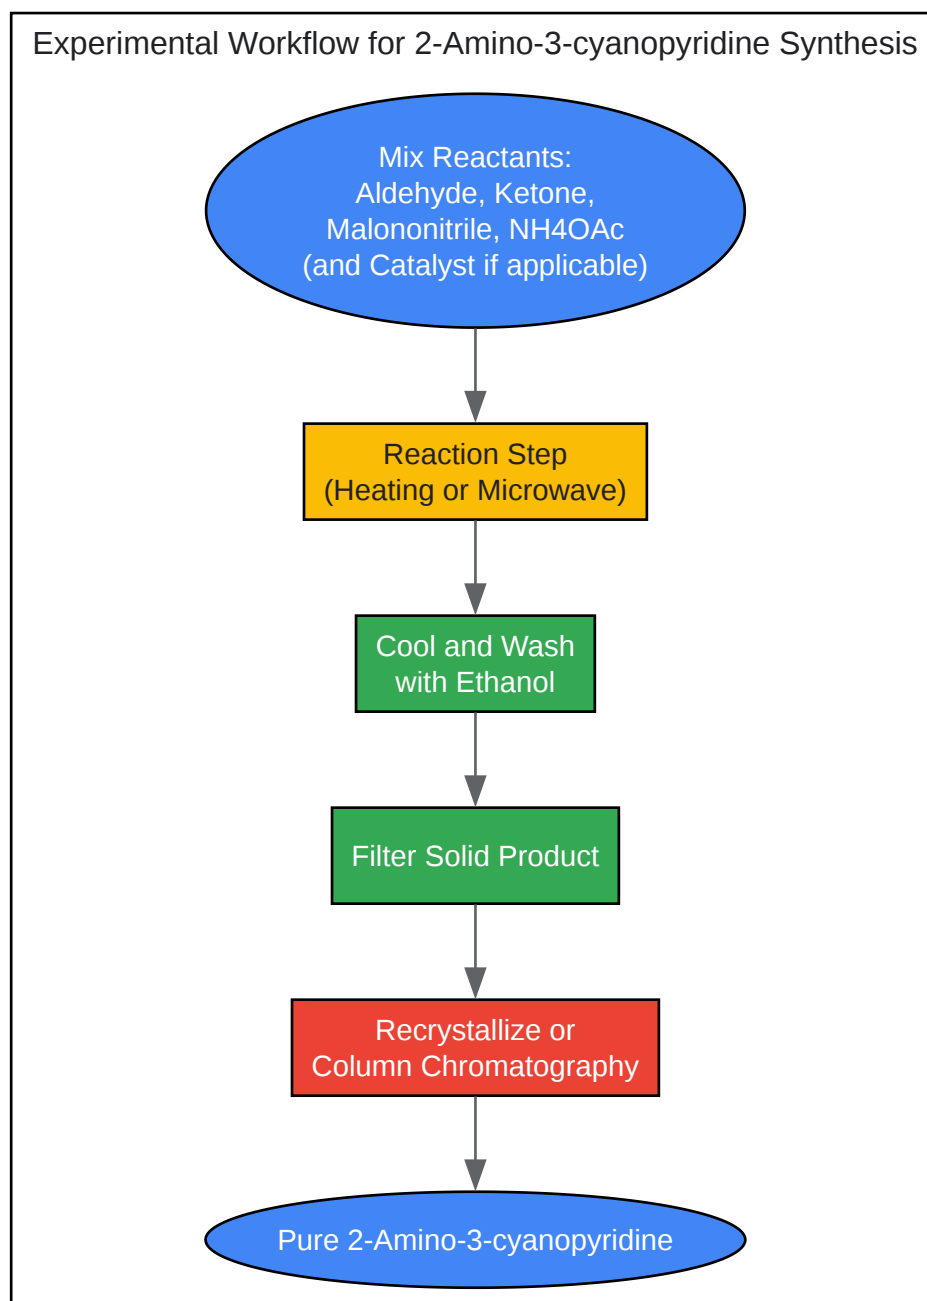 Experimental Workflow for 2-Amino-3-cyanopyridine Synthesis
Mix Reactants:
Aldehyde, Ketone,
Malononitrile, NH4OAc
(and Catalyst if applicable)
Reaction Step
(Heating or Microwave)
Cool and Wash
with Ethanol
Filter Solid Product
Recrystallize or
Column Chromatography
Pure 2-Amino-3-cyanopyridine